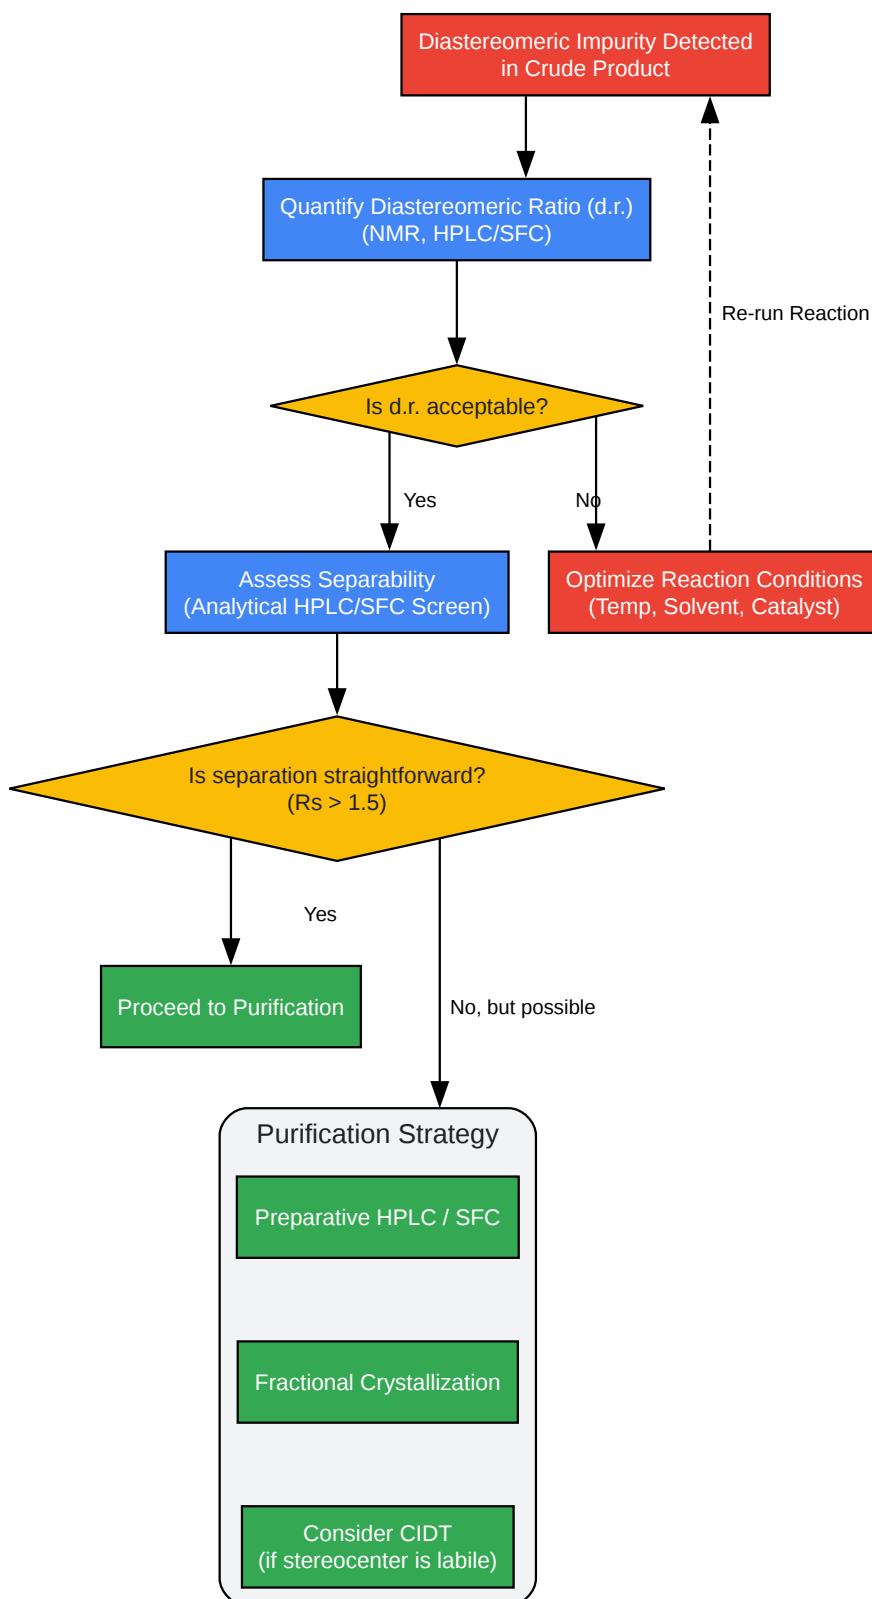 Diastereomeric Impurity Detected
in Crude Product
Quantify Diastereomeric Ratio (d.r.)
(NMR, HPLC/SFC)
Re-run Reaction
Is d.r. acceptable?
Yes
No
Assess Separability
(Analytical HPLC/SFC Screen)
Optimize Reaction Conditions
(Temp, Solvent, Catalyst)
Is separation straightforward?
(Rs > 1.5)
Yes
Proceed to Purification
No, but possible
Purification Strategy
Preparative HPLC / SFC
Fractional Crystallization
Consider CIDT
(if stereocenter is labile)